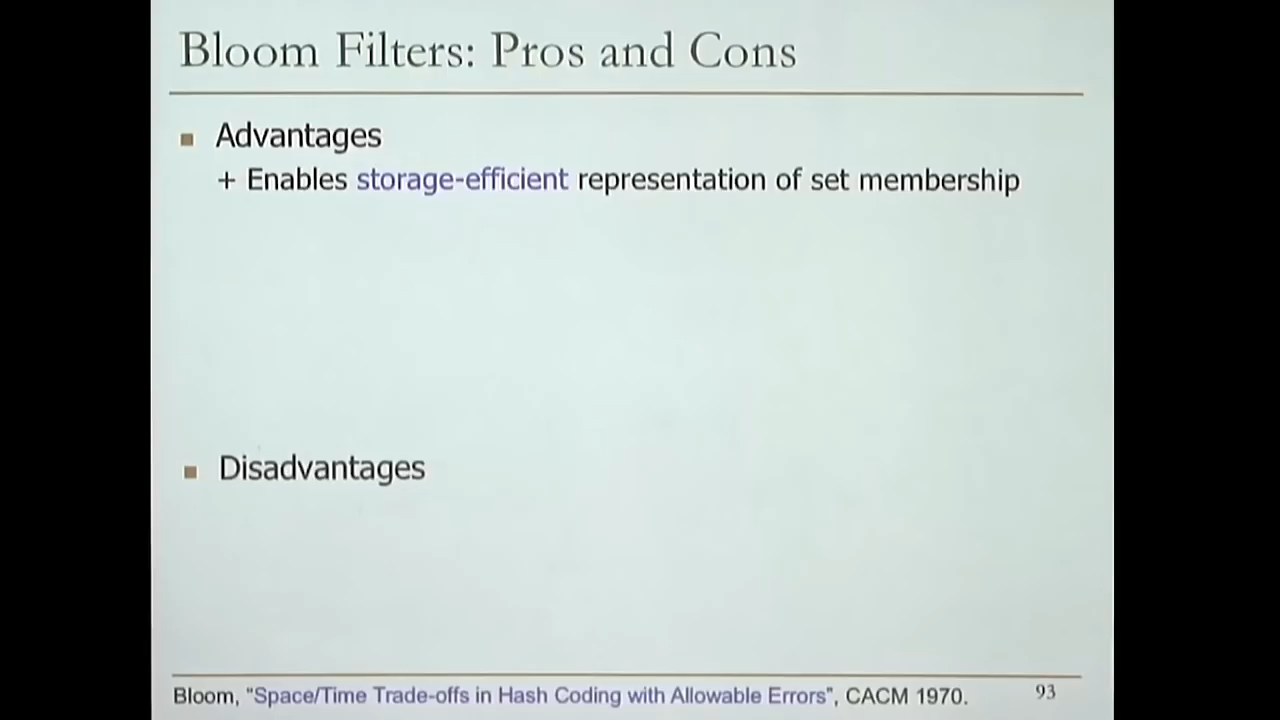 Bloom Filters: Pros and Cons
Advantages
+ Enables storage-efficient representation of set membership
Disadvantages
Bloom, "Space/Time Trade-offs in Hash Coding with Allowable Errors", CACM 1970.
93